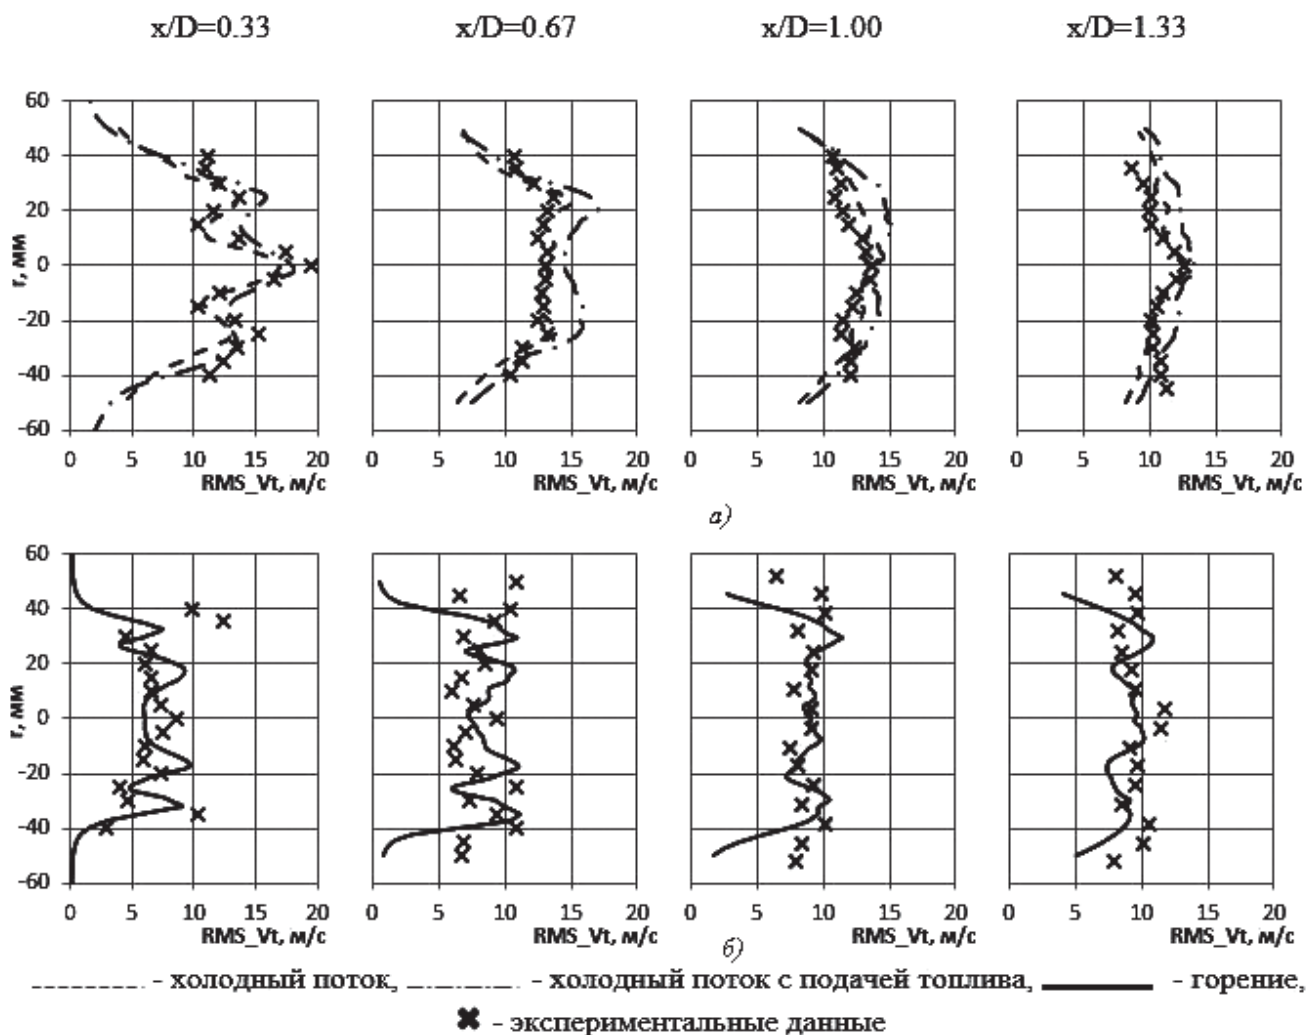 x/D=0.33 x/D=0.67 x/D=1.00 x/D=1.33
r, мм
60
40
20
0
-20
-40
-60
0 5 10 15 20 0 5 10 15 20 0 5 10 15 20 0 5 10 15 20
RMS_Vt, м/с RMS_Vt, м/с RMS_Vt, м/с RMS_Vt, м/с
а)
r, мм
60
40
20
0
-20
-40
-60
0 5 10 15 20 0 5 10 15 20 0 5 10 15 20 0 5 10 15 20
RMS_Vt, м/с RMS_Vt, м/с RMS_Vt, м/с RMS_Vt, м/с
б)
- холодный поток, - холодный поток с подачей топлива, - горение,
- экспериментальные данные